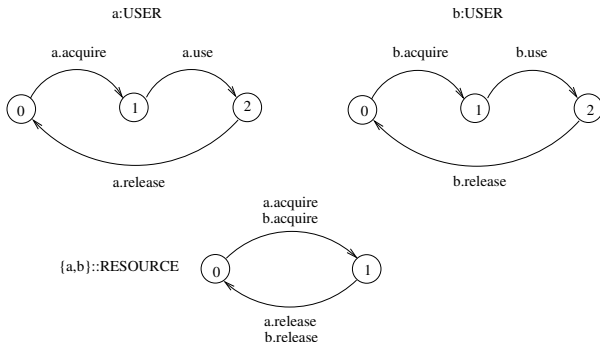 a:USER
b:USER
a.acquire
a.use
b.acquire
b.use
0
1
2
0
1
2
a.release
b.release
a.acquire
b.acquire
{a,b}::RESOURCE
0
1
a.release
b.release